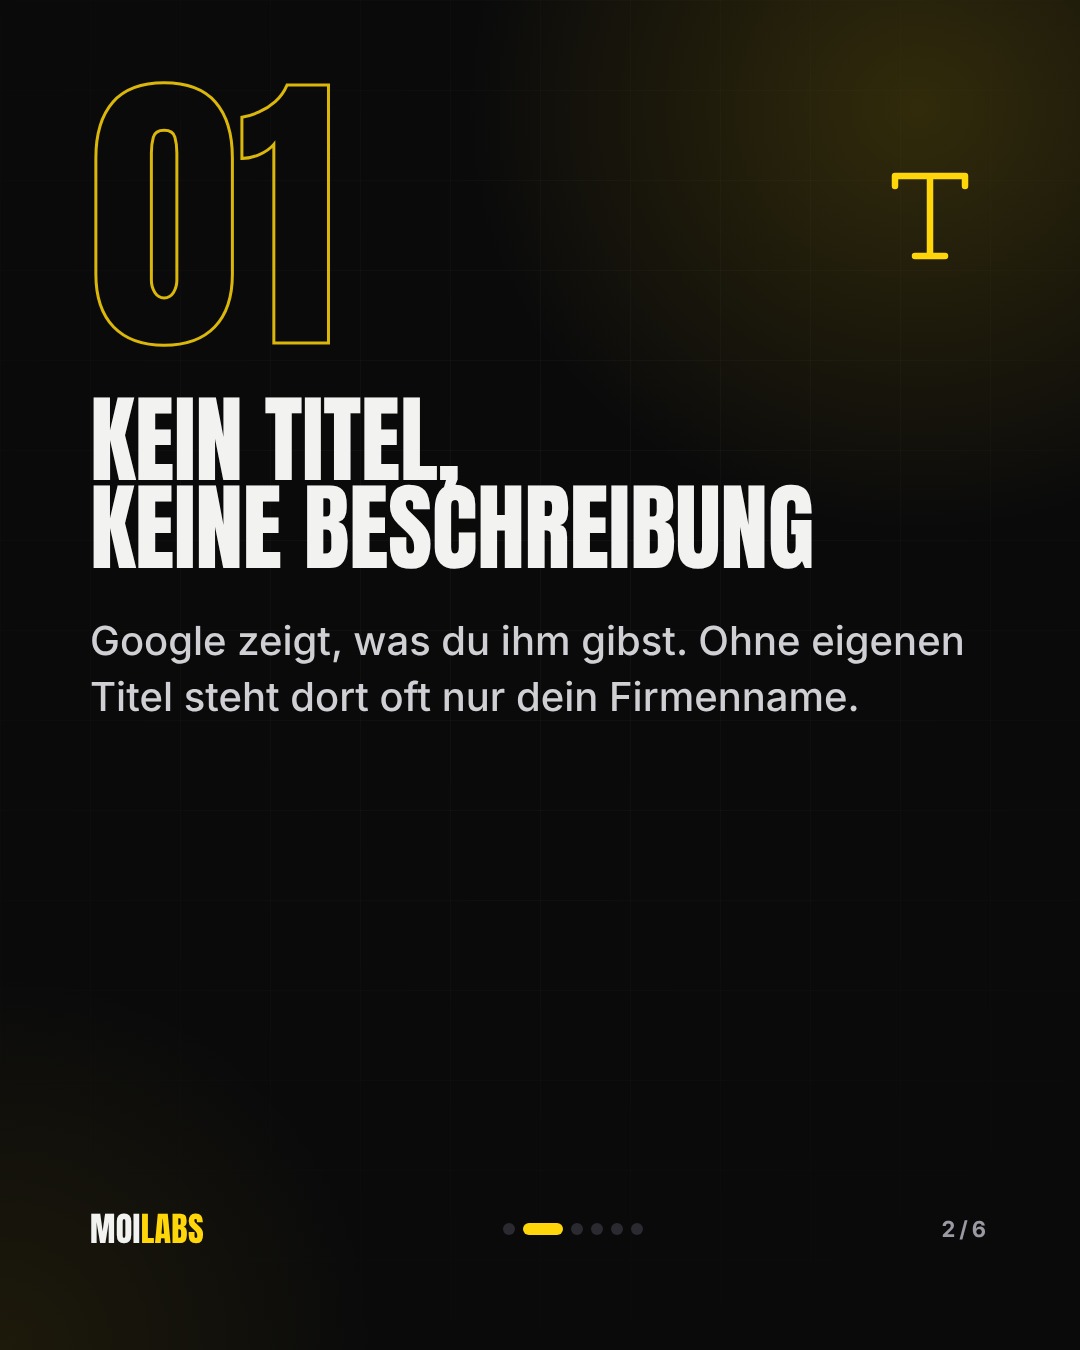 01
T
KEIN TITEL,
KEINE BESCHREIBUNG
Google zeigt, was du ihm gibst. Ohne eigenen
Titel steht dort oft nur dein Firmenname.
MOILABS
2/6